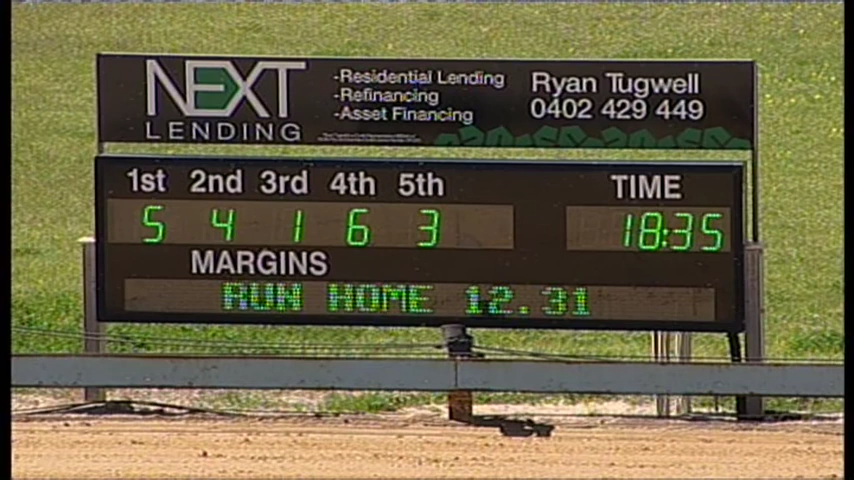 NEXT
LENDING
-Residential Lending
-Refinancing
-Asset Financing
Ryan Tugwell
0402 429 449
1st 2nd 3rd 4th 5th TIME
5 4 1 6 3 18:35
MARGINS
RUN HOME 12.31